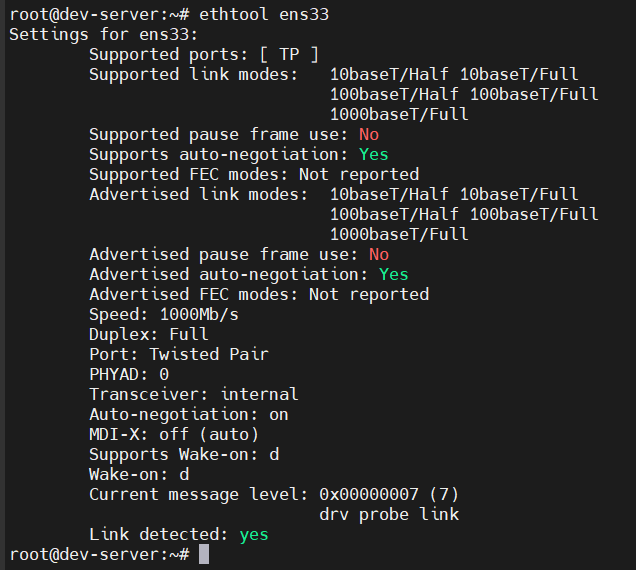 root@dev-server:~# ethtool ens33
Settings for ens33:
        Supported ports: [ TP ]
        Supported link modes:   10baseT/Half 10baseT/Full
                                100baseT/Half 100baseT/Full
                                1000baseT/Full
        Supported pause frame use: No
        Supports auto-negotiation: Yes
        Supported FEC modes: Not reported
        Advertised link modes:  10baseT/Half 10baseT/Full
                                100baseT/Half 100baseT/Full
                                1000baseT/Full
        Advertised pause frame use: No
        Advertised auto-negotiation: Yes
        Advertised FEC modes: Not reported
        Speed: 1000Mb/s
        Duplex: Full
        Port: Twisted Pair
        PHYAD: 0
        Transceiver: internal
        Auto-negotiation: on
        MDI-X: off (auto)
        Supports Wake-on: d
        Wake-on: d
        Current message level: 0x00000007 (7)
                               drv probe link
        Link detected: yes
root@dev-server:~#